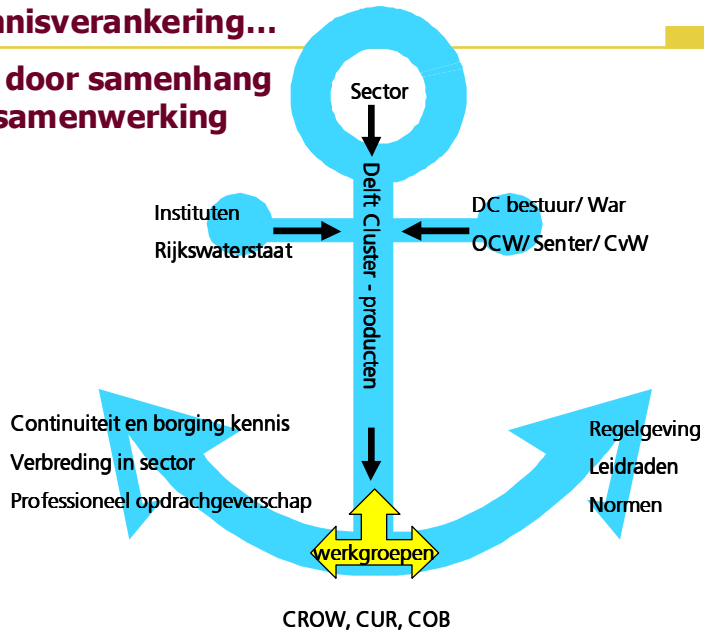 nnisverankering...
door samenhang
samenwerking
Sector
Delft Cluster - producten
Instituten
Rijkswaterstaat
DC bestuur/ War
OCW/ Senter/ CvW
Continuiteit en borging kennis
Verbreding in sector
Professioneel opdrachtgeverschap
Regelgeving
Leidraden
Normen
werkgroepen
CROW, CUR, COB